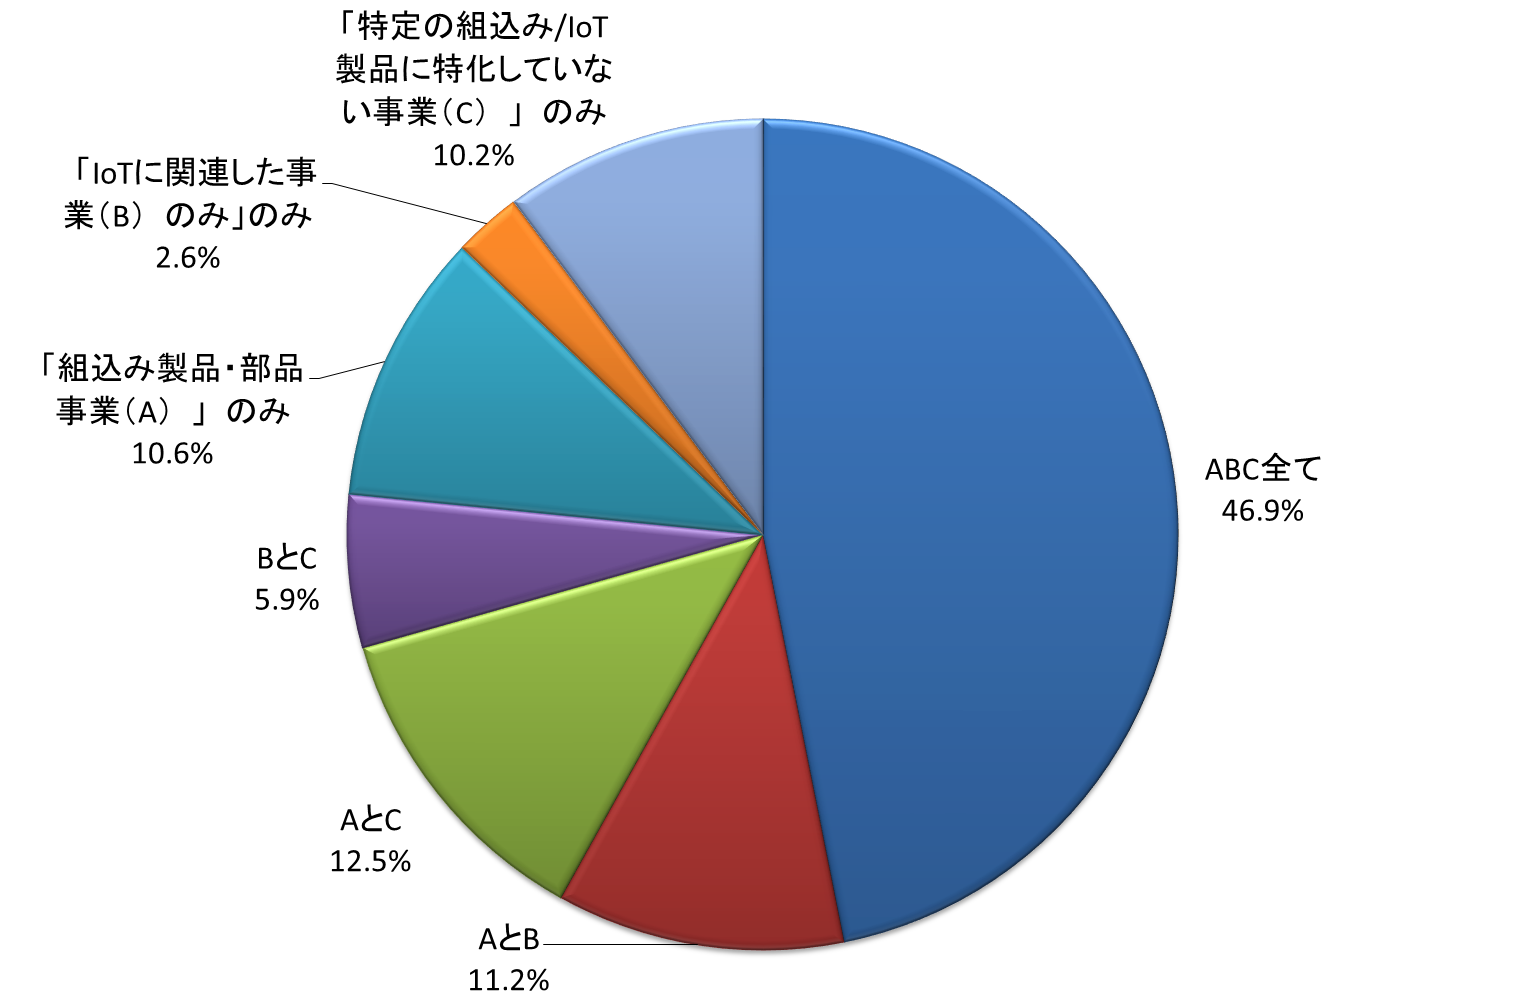 「特定の組込み/IoT
製品に特化していな
い事業（C）」のみ
10.2%
「IoTに関連した事
業（B）のみ」のみ
2.6%
「組込み製品・部品
事業（A）」のみ
10.6%
BとC
5.9%
AとC
12.5%
AとB
11.2%
ABC全て
46.9%